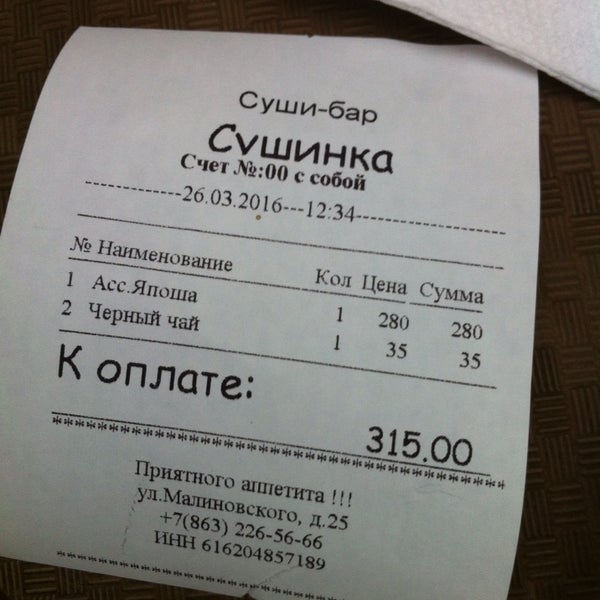 Суши-бар
Сушинка
Счет №:00 с собой
------------26.03.2016---12:34------------------
№ Наименование Кол Цена Сумма
1 Асс.Япоша 1 280 280
2 Черный чай 1 35 35
К оплате:
315.00
**************************************************
Приятного аппетита !!!
ул.Малиновского, д.25
+7(863) 226-56-66
ИНН 616204857189
**************************************************